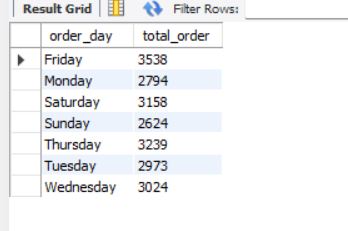 Result Grid Filter Rows:
order_day total_order
Friday 3538
Monday 2794
Saturday 3158
Sunday 2624
Thursday 3239
Tuesday 2973
Wednesday 3024